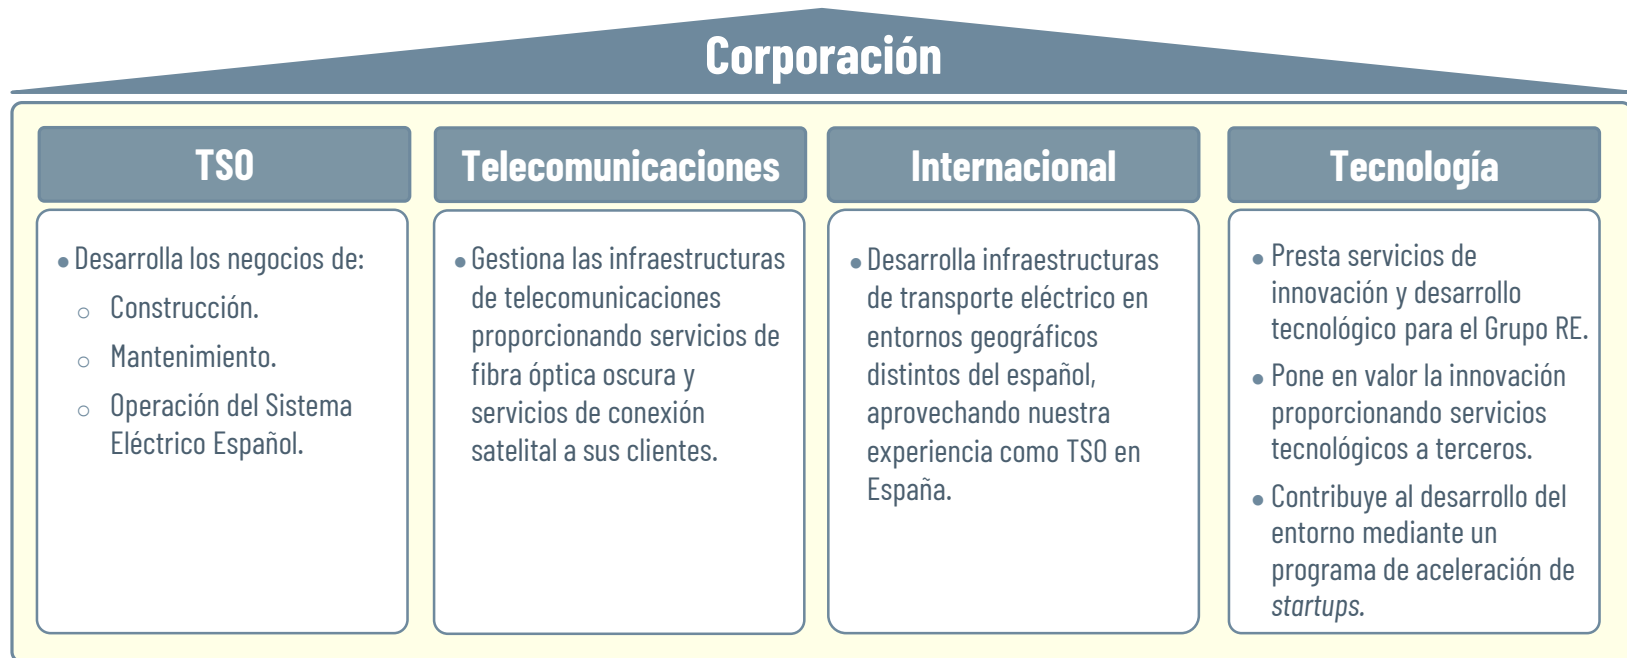 Corporación
TSO
Desarrolla los negocios de:
Construcción.
Mantenimiento.
Operación del Sistema
Eléctrico Español.
Telecomunicaciones
Gestiona las infraestructuras
de telecomunicaciones
proporcionando servicios de
fibra óptica oscura y
servicios de conexión
satelital a sus clientes.
Internacional
Desarrolla infraestructuras
de transporte eléctrico en
entornos geográficos
distintos del español,
aprovechando nuestra
experiencia como TSO en
España.
Tecnología
Presta servicios de
innovación y desarrollo
tecnológico para el Grupo RE.
Pone en valor la innovación
proporcionando servicios
tecnológicos a terceros.
Contribuye al desarrollo del
entorno mediante un
programa de aceleración de
startups.